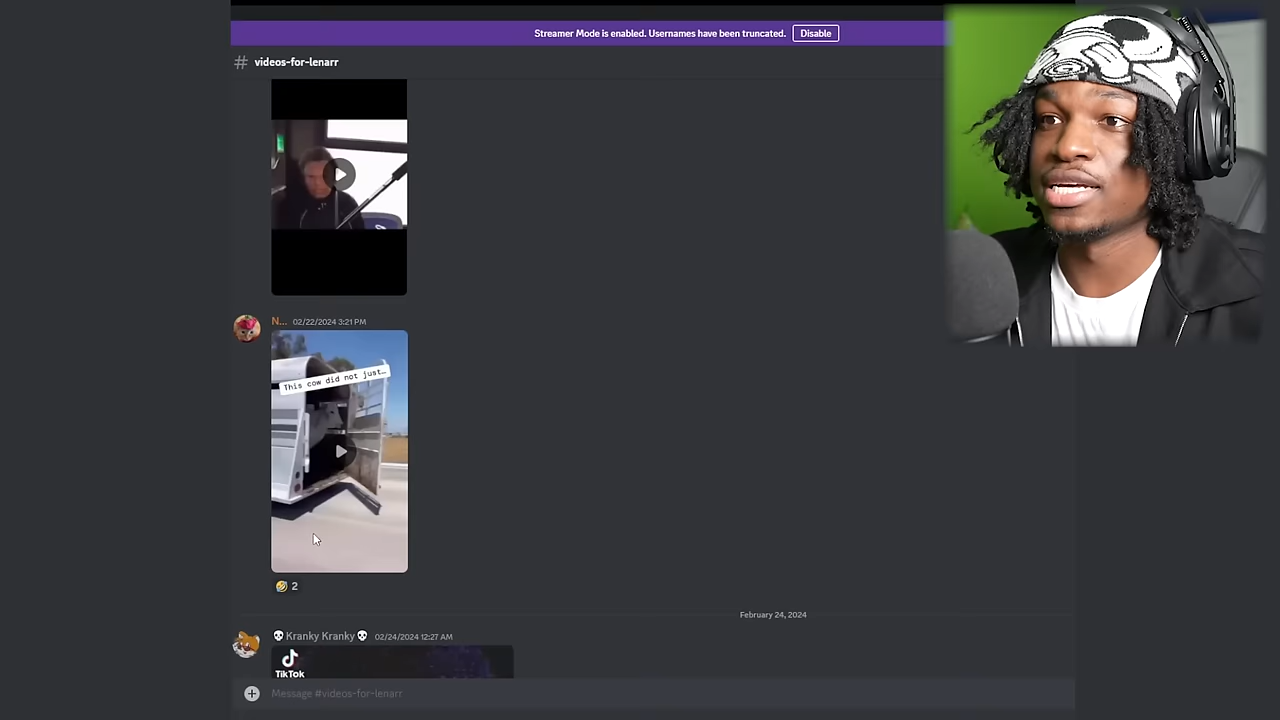 Streamer Mode is enabled. Usernames have been truncated. Disable
# videos-for-lenarr
N... 02/22/2024 3:21 PM
This cow did not just...
2
February 24, 2024
💀Kranky Kranky💀 02/24/2024 12:27 AM
TikTok
Message #videos-for-lenarr